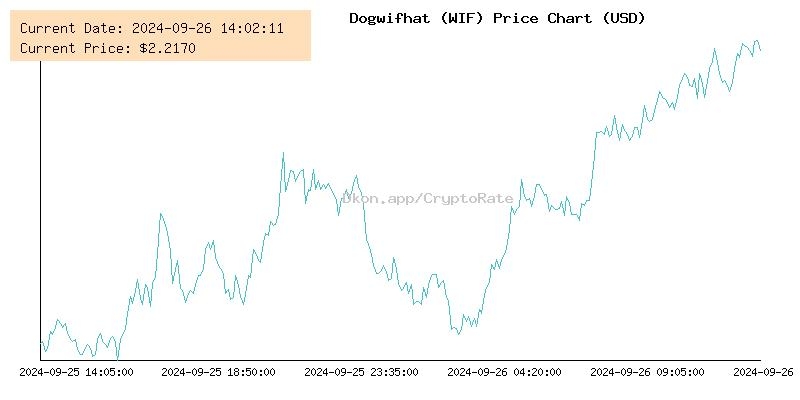 Dogwifhat (WIF) Price Chart (USD)
Current Date: 2024-09-26 14:02:11
Current Price: $2.2170
Dkon.app/CryptoRate
2024-09-25 14:05:00 2024-09-25 18:50:00 2024-09-25 23:35:00 2024-09-26 04:20:00 2024-09-26 09:05:00 2024-09-26